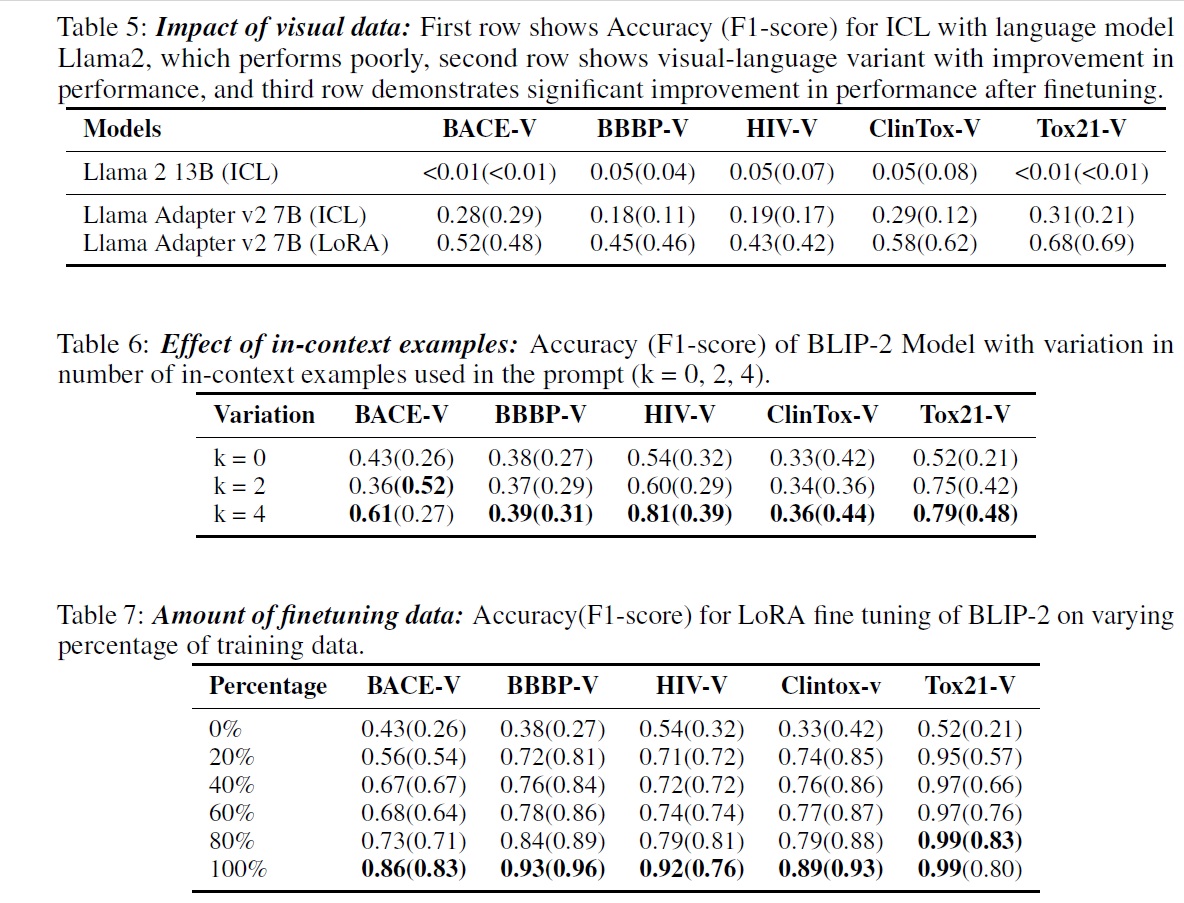 Table 5: Impact of visual data: First row shows Accuracy (F1-score) for ICL with language model
Llama2, which performs poorly, second row shows visual-language variant with improvement in
performance, and third row demonstrates significant improvement in performance after finetuning.
Models BACE-V BBBP-V HIV-V ClinTox-V Tox21-V
Llama 2 13B (ICL) <0.01(<0.01) 0.05(0.04) 0.05(0.07) 0.05(0.08) <0.01(<0.01)
Llama Adapter v2 7B (ICL) 0.28(0.29) 0.18(0.11) 0.19(0.17) 0.29(0.12) 0.31(0.21)
Llama Adapter v2 7B (LoRA) 0.52(0.48) 0.45(0.46) 0.43(0.42) 0.58(0.62) 0.68(0.69)
Table 6: Effect of in-context examples: Accuracy (F1-score) of BLIP-2 Model with variation in
number of in-context examples used in the prompt (k = 0, 2, 4).
Variation BACE-V BBBP-V HIV-V ClinTox-V Tox21-V
k = 0 0.43(0.26) 0.38(0.27) 0.54(0.32) 0.33(0.42) 0.52(0.21)
k = 2 0.36(0.52) 0.37(0.29) 0.60(0.29) 0.34(0.36) 0.75(0.42)
k = 4 0.61(0.27) 0.39(0.31) 0.81(0.39) 0.36(0.44) 0.79(0.48)
Table 7: Amount of finetuning data: Accuracy(F1-score) for LoRA fine tuning of BLIP-2 on varying
percentage of training data.
Percentage BACE-V BBBP-V HIV-V Clintox-v Tox21-V
0% 0.43(0.26) 0.38(0.27) 0.54(0.32) 0.33(0.42) 0.52(0.21)
20% 0.56(0.54) 0.72(0.81) 0.71(0.72) 0.74(0.85) 0.95(0.57)
40% 0.67(0.67) 0.76(0.84) 0.72(0.72) 0.76(0.86) 0.97(0.66)
60% 0.68(0.64) 0.78(0.86) 0.74(0.74) 0.77(0.87) 0.97(0.76)
80% 0.73(0.71) 0.84(0.89) 0.79(0.81) 0.79(0.88) 0.99(0.83)
100% 0.86(0.83) 0.93(0.96) 0.92(0.76) 0.89(0.93) 0.99(0.80)